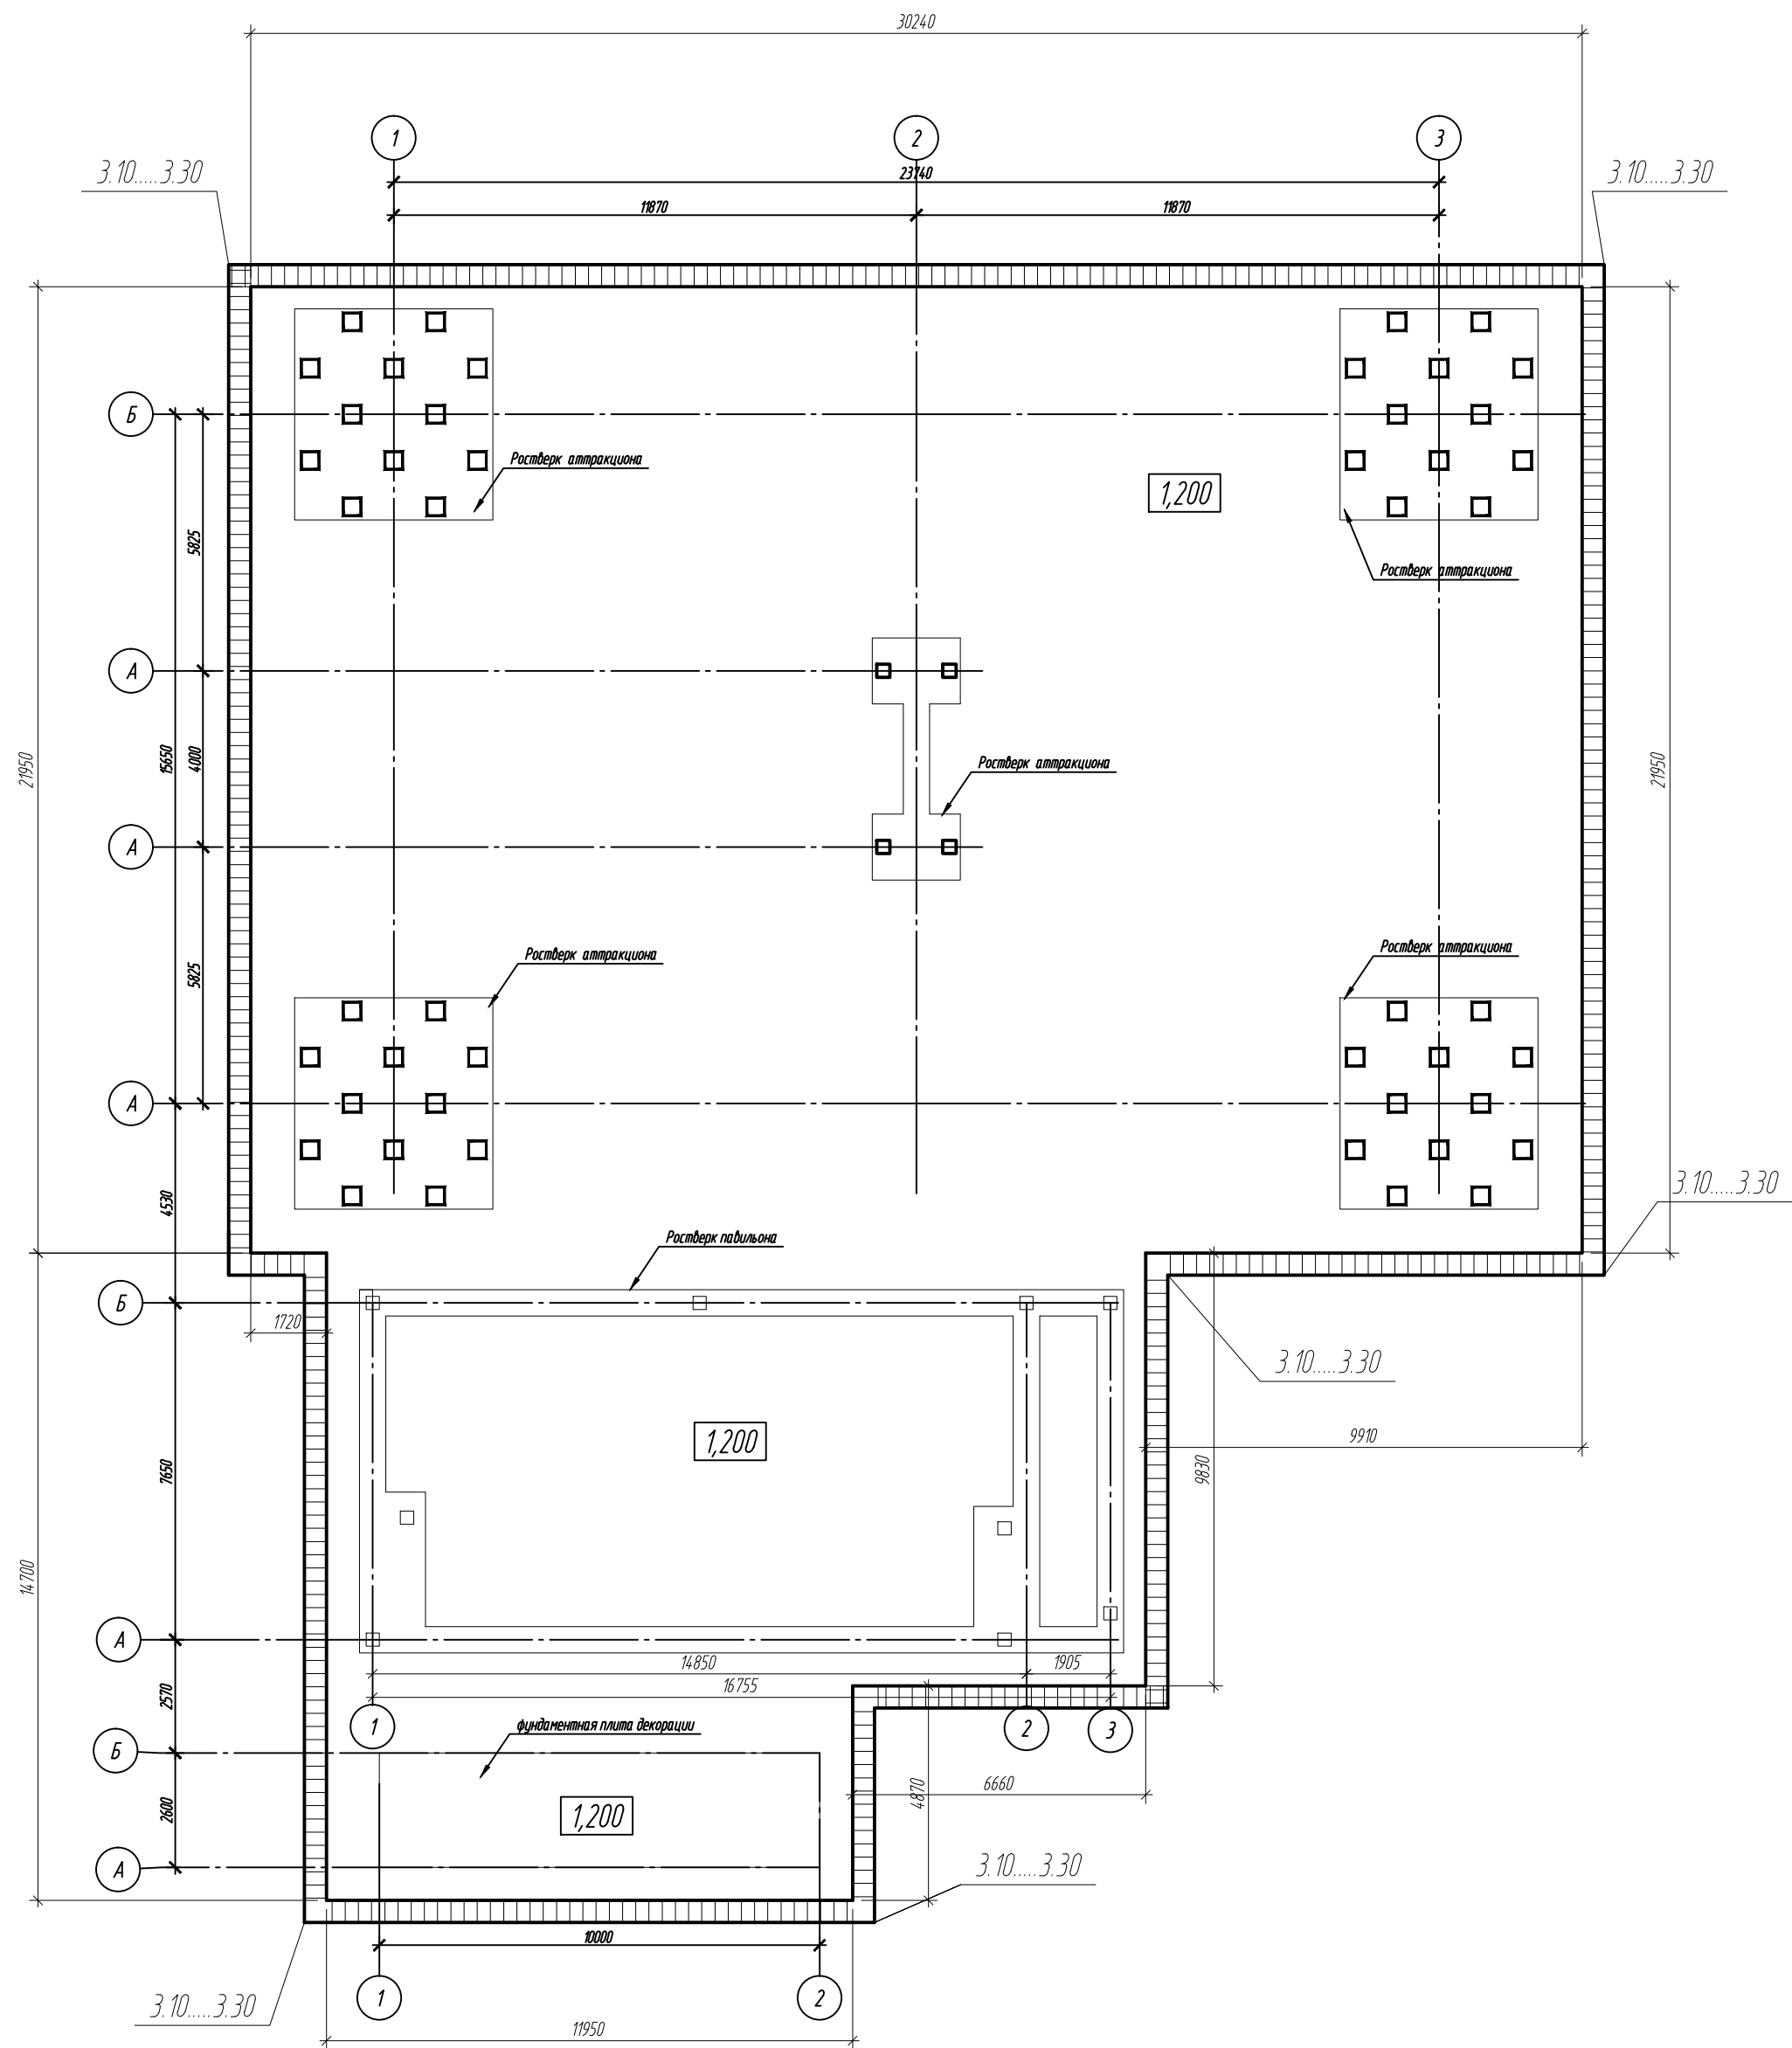 30240
1
2
3
3.10.....3.30
3.10.....3.30
23740
11870
11870
Б
Ростверк аттракциона
1,200
5825
Ростверк аттракциона
А
21950
15650
4000
Ростверк аттракциона
21950
А
5825
Ростверк аттракциона
Ростверк аттракциона
А
4530
3.10.....3.30
Ростверк павильона
Б
1720
3.10.....3.30
1,200
9910
7650
9830
14700
А
14850
1905
16755
2570
1
2
3
фундаментная плита декорации
Б
6660
4870
2600
1,200
А
3.10.....3.30
10000
1
2
3.10.....3.30
11950